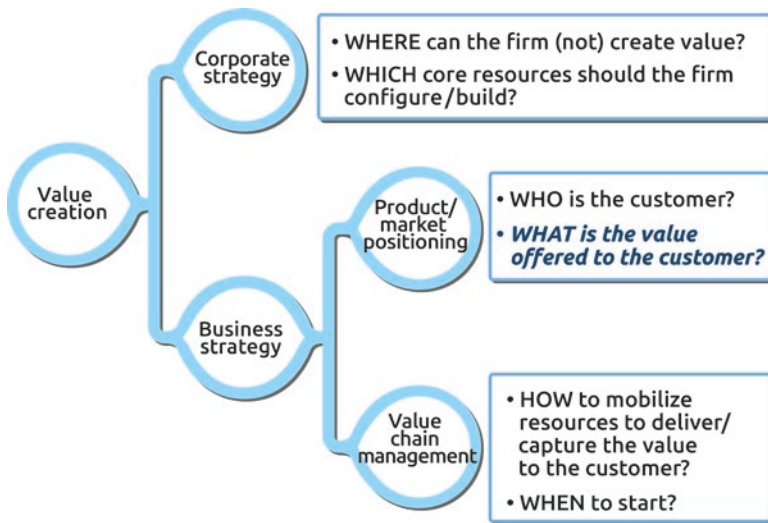 Corporate
strategy
• WHERE can the firm (not) create value?
• WHICH core resources should the firm
configure/build?
Value
creation
Product/
market
positioning
• WHO is the customer?
• WHAT is the value
offered to the customer?
Business
strategy
Value
chain
management
• HOW to mobilize
resources to deliver/
capture the value
to the customer?
• WHEN to start?